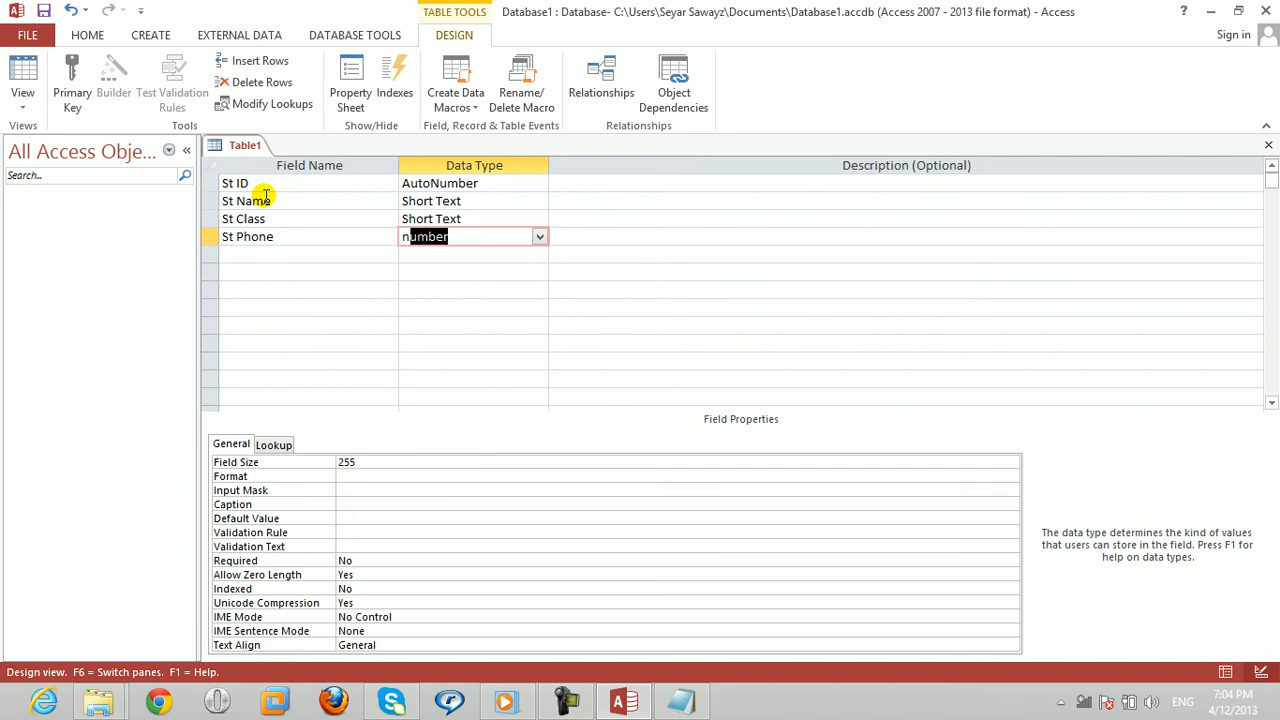 TABLE TOOLS
Database1 : Database- C:\Users\Seyar Sawayz\Documents\Database1.accdb (Access 2007 - 2013 file format) - Access
?
FILE HOME CREATE EXTERNAL DATA DATABASE TOOLS DESIGN Sign in
View
Primary Key
Builder
Test Validation Rules
Insert Rows
Delete Rows
Modify Lookups
Property Sheet
Indexes
Create Data Macros
Rename/ Delete Macro
Relationships
Object Dependencies
Views Tools Show/Hide Field, Record & Table Events Relationships
All Access Obje... «
Search...
Table1
Field Name Data Type Description (Optional)
St ID AutoNumber
St Name Short Text
St Class Short Text
St Phone number
Field Properties
General Lookup
Field Size 255
Format
Input Mask
Caption
Default Value
Validation Rule
Validation Text
Required No
Allow Zero Length Yes
Indexed No
Unicode Compression Yes
IME Mode No Control
IME Sentence Mode None
Text Align General
The data type determines the kind of values
that users can store in the field. Press F1 for
help on data types.
Design view. F6 = Switch panes. F1 = Help.
ENG
7:04 PM
4/12/2013